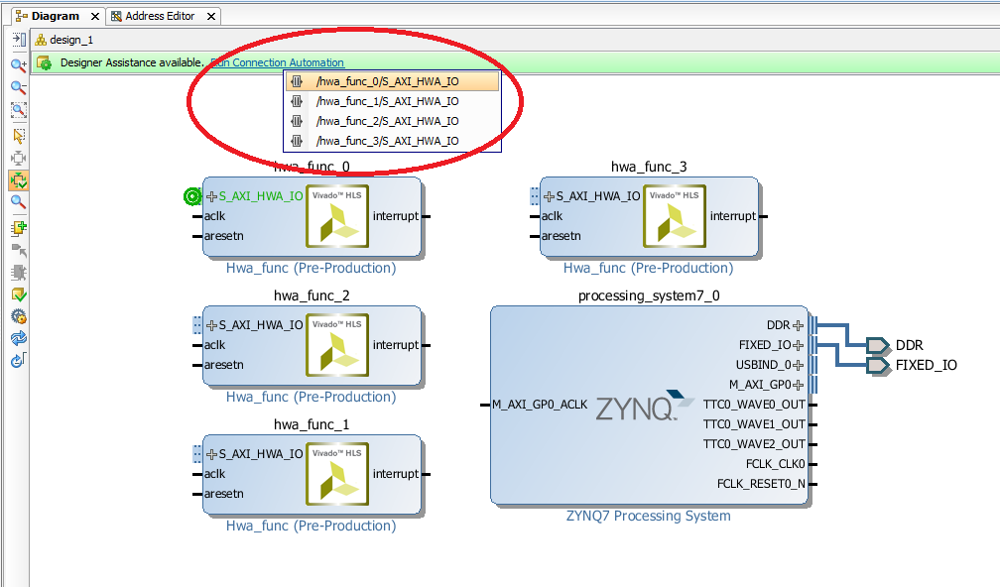 Diagram
Address Editor
design_1
Designer Assistance available. Run Connection Automation
/hwa_func_0/S_AXI_HWA_IO
/hwa_func_1/S_AXI_HWA_IO
/hwa_func_2/S_AXI_HWA_IO
/hwa_func_3/S_AXI_HWA_IO
hwa_func_0
S_AXI_HWA_IO
aclk
aresetn
Vivado™ HLS
interrupt
Hwa_func (Pre-Production)
hwa_func_3
S_AXI_HWA_IO
aclk
aresetn
Vivado™ HLS
interrupt
Hwa_func (Pre-Production)
hwa_func_2
S_AXI_HWA_IO
aclk
aresetn
Vivado™ HLS
interrupt
Hwa_func (Pre-Production)
hwa_func_1
S_AXI_HWA_IO
aclk
aresetn
Vivado™ HLS
interrupt
Hwa_func (Pre-Production)
processing_system7_0
M_AXI_GP0_ACLK
ZYNQ™
DDR
FIXED_IO
USBIND_0
M_AXI_GP0
TTC0_WAVE0_OUT
TTC0_WAVE1_OUT
TTC0_WAVE2_OUT
FCLK_CLK0
FCLK_RESET0_N
ZYNQ7 Processing System
DDR
FIXED_IO